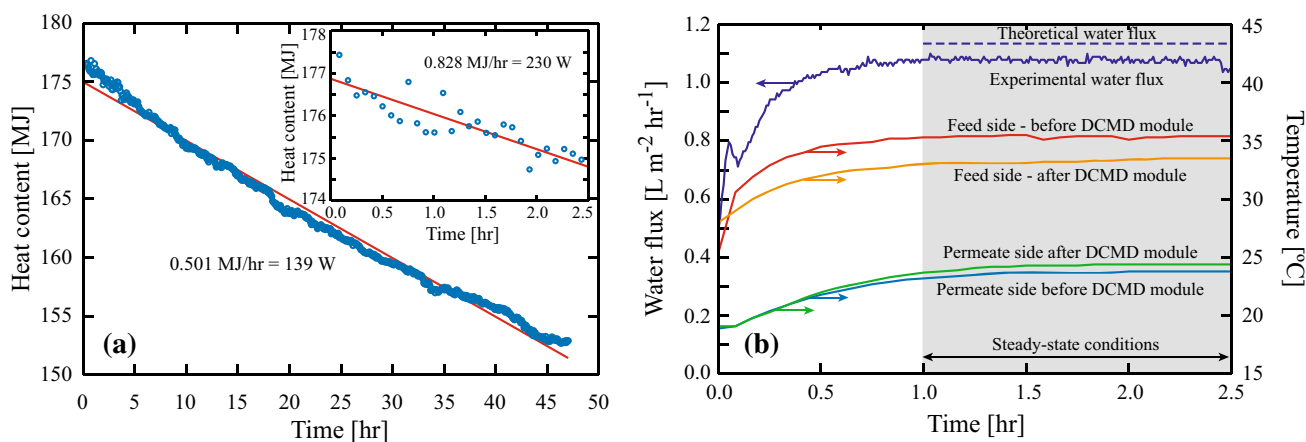 180
175
170
165
160
155
150
Heat content [MJ]
0.501 MJ/hr = 139 W
(a)
0 5 10 15 20 25 30 35 40 45 50
Time [hr]
178
177
176
175
174
Heat content [MJ]
0.828 MJ/hr = 230 W
0.0 0.5 1.0 1.5 2.0 2.5
Time [hr]
1.2
1.0
0.8
0.6
0.4
0.2
0.0
Water flux [L m-2 hr-1]
Theoretical water flux
Experimental water flux
Feed side - before DCMD module
Feed side - after DCMD module
Permeate side after DCMD module
Permeate side before DCMD module
Steady-state conditions
(b)
0.0 0.5 1.0 1.5 2.0 2.5
Time [hr]
45
40
35
30
25
20
15
Temperature [°C]